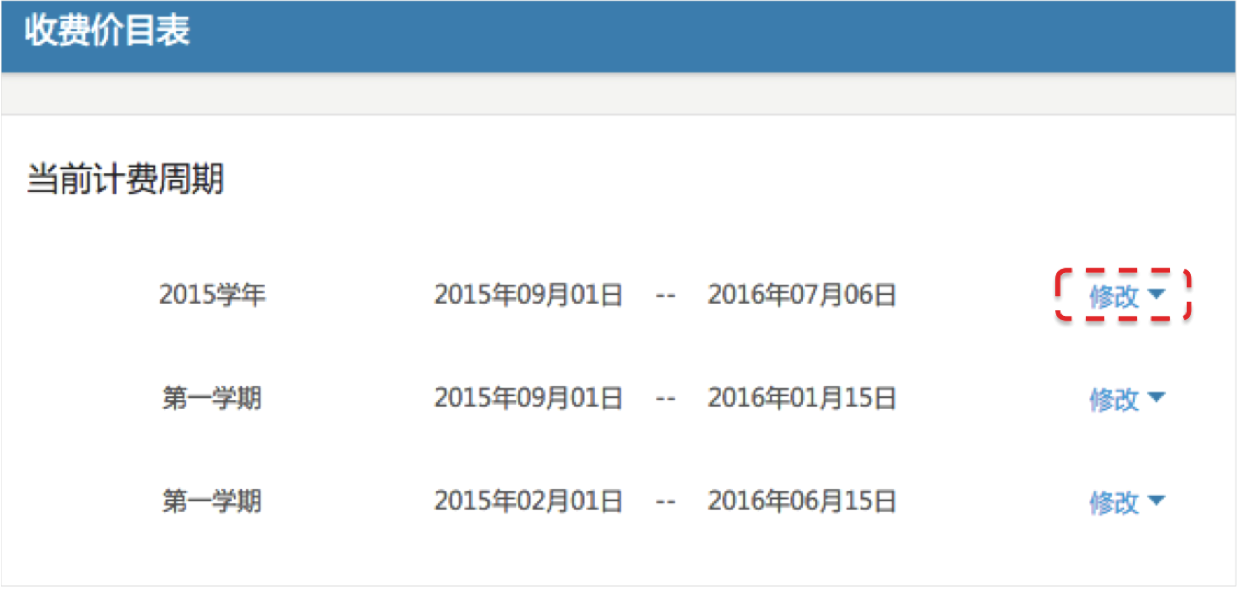 收费价目表
当前计费周期
2015学年 2015年09月01日 -- 2016年07月06日 修改
第一学期 2015年09月01日 -- 2016年01月15日 修改
第一学期 2015年02月01日 -- 2016年06月15日 修改